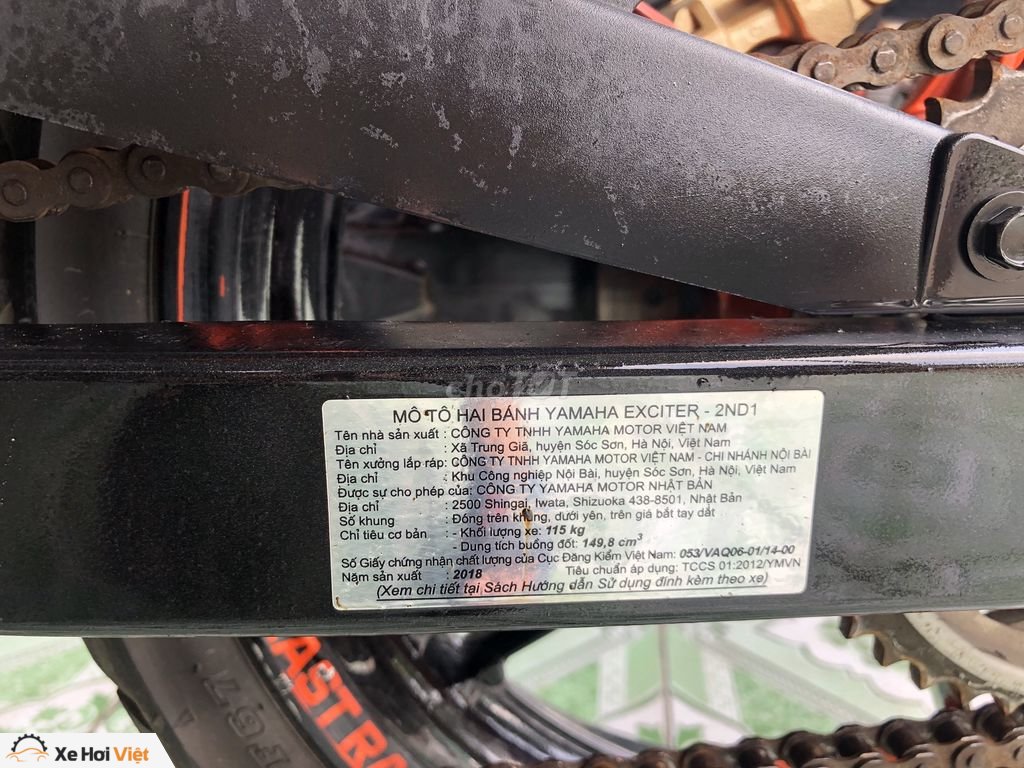 choTỐT
MÔ TÔ HAI BÁNH YAMAHA EXCITER - 2ND1
Tên nhà sản xuất : CÔNG TY TNHH YAMAHA MOTOR VIỆT NAM
Địa chỉ : Xã Trung Giã, huyện Sóc Sơn, Hà Nội, Việt Nam
Tên xưởng lắp ráp: CÔNG TY TNHH YAMAHA MOTOR VIỆT NAM - CHI NHÁNH NỘI BÀI
Địa chỉ : Khu Công nghiệp Nội Bài, huyện Sóc Sơn, Hà Nội, Việt Nam
Được sự cho phép của: CÔNG TY YAMAHA MOTOR NHẬT BẢN
Địa chỉ : 2500 Shingai, Iwata, Shizuoka 438-8501, Nhật Bản
Số khung : Đóng trên khung, dưới yên, trên giá bắt tay dắt
Chỉ tiêu cơ bản : - Khối lượng xe: 115 kg
- Dung tích buồng đốt: 149,8 cm³
Số Giấy chứng nhận chất lượng của Cục Đăng Kiểm Việt Nam: 053/VAQ06-01/14-00
Năm sản xuất : 2018 Tiêu chuẩn áp dụng: TCCS 01:2012/YMVN
(Xem chi tiết tại Sách Hướng dẫn Sử dụng đính kèm theo xe)
ASTRA
Xe Hơi Việt